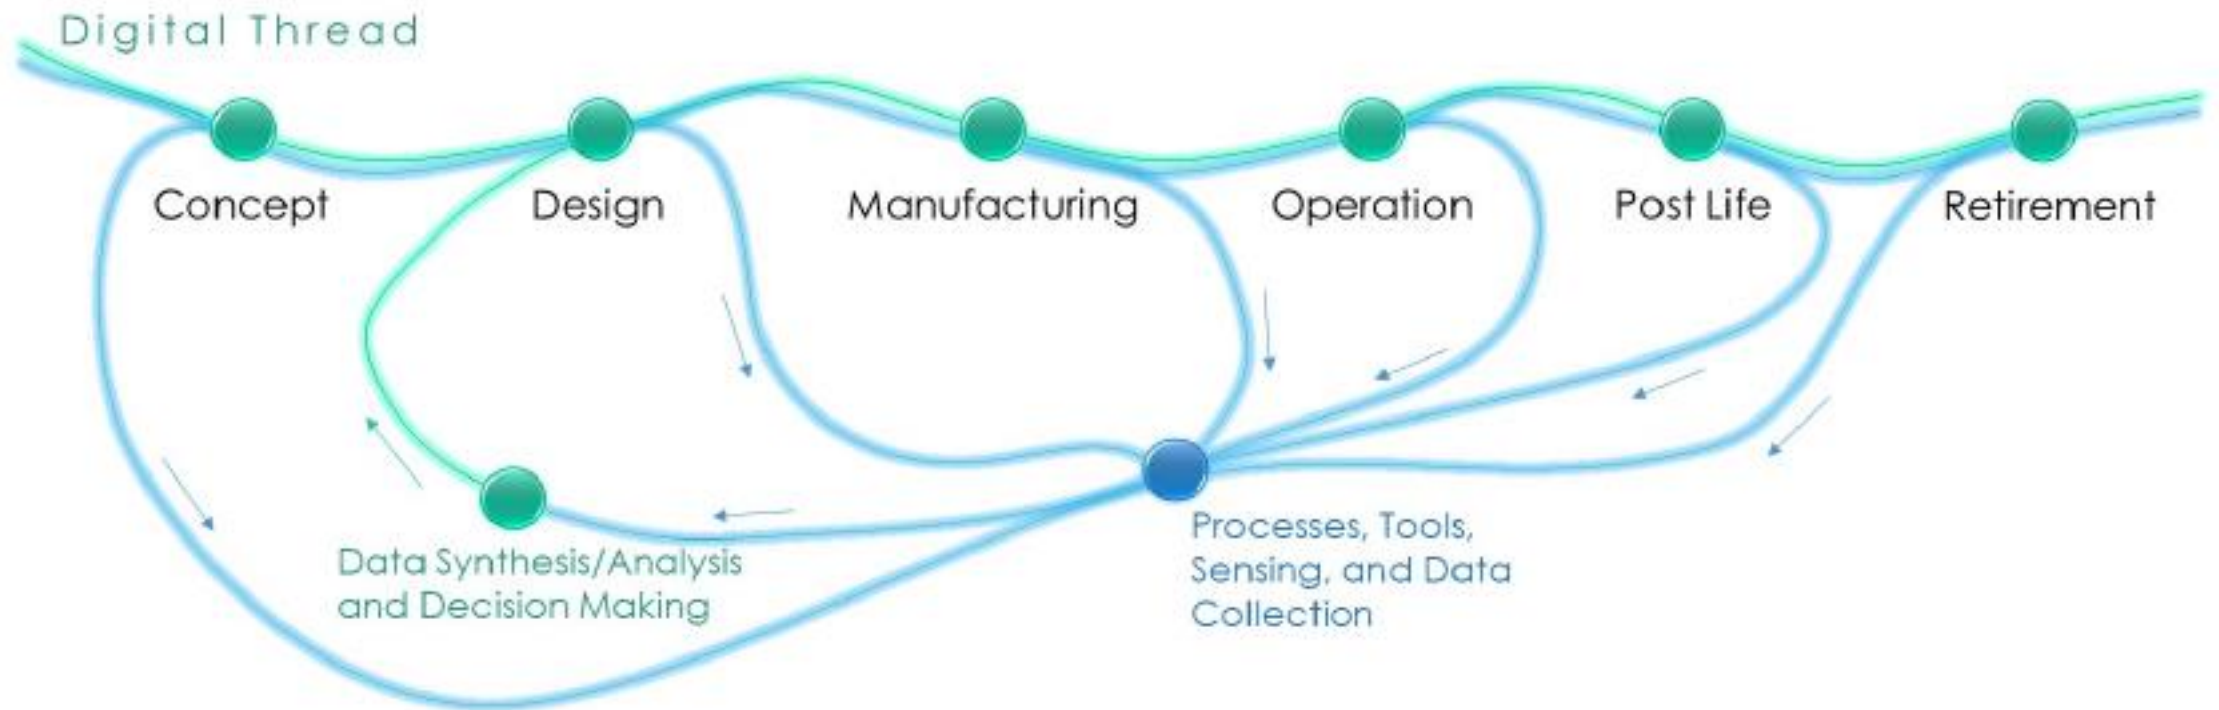 Digital Thread
Concept
Design
Manufacturing
Operation
Post Life
Retirement
Data Synthesis/Analysis
and Decision Making
Processes, Tools,
Sensing, and Data
Collection